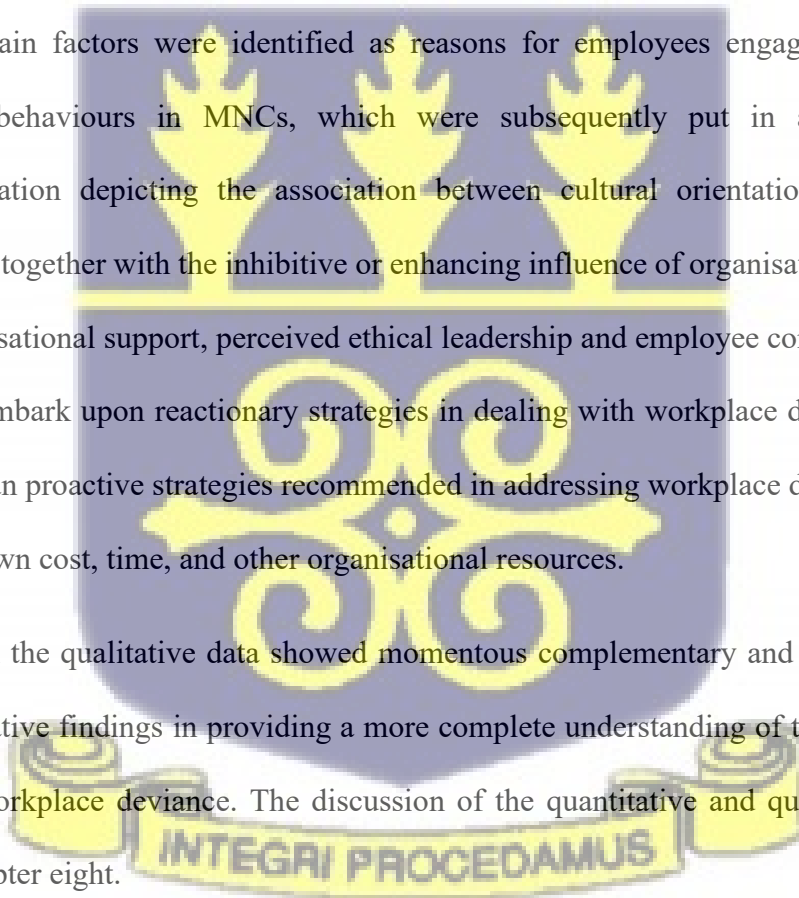 ain factors were identified as reasons for employees engag
behaviours in MNCs, which were subsequently put in a
ation depicting the association between cultural orientatio
together with the inhibitive or enhancing influence of organisat
sational support, perceived ethical leadership and employee co
mbark upon reactionary strategies in dealing with workplace d
n proactive strategies recommended in addressing workplace d
wn cost, time, and other organisational resources.
the qualitative data showed momentous complementary and
ative findings in providing a more complete understanding of t
orkplace deviance. The discussion of the quantitative and qu
pter eight.
INTEGRI PROCEDAMUS